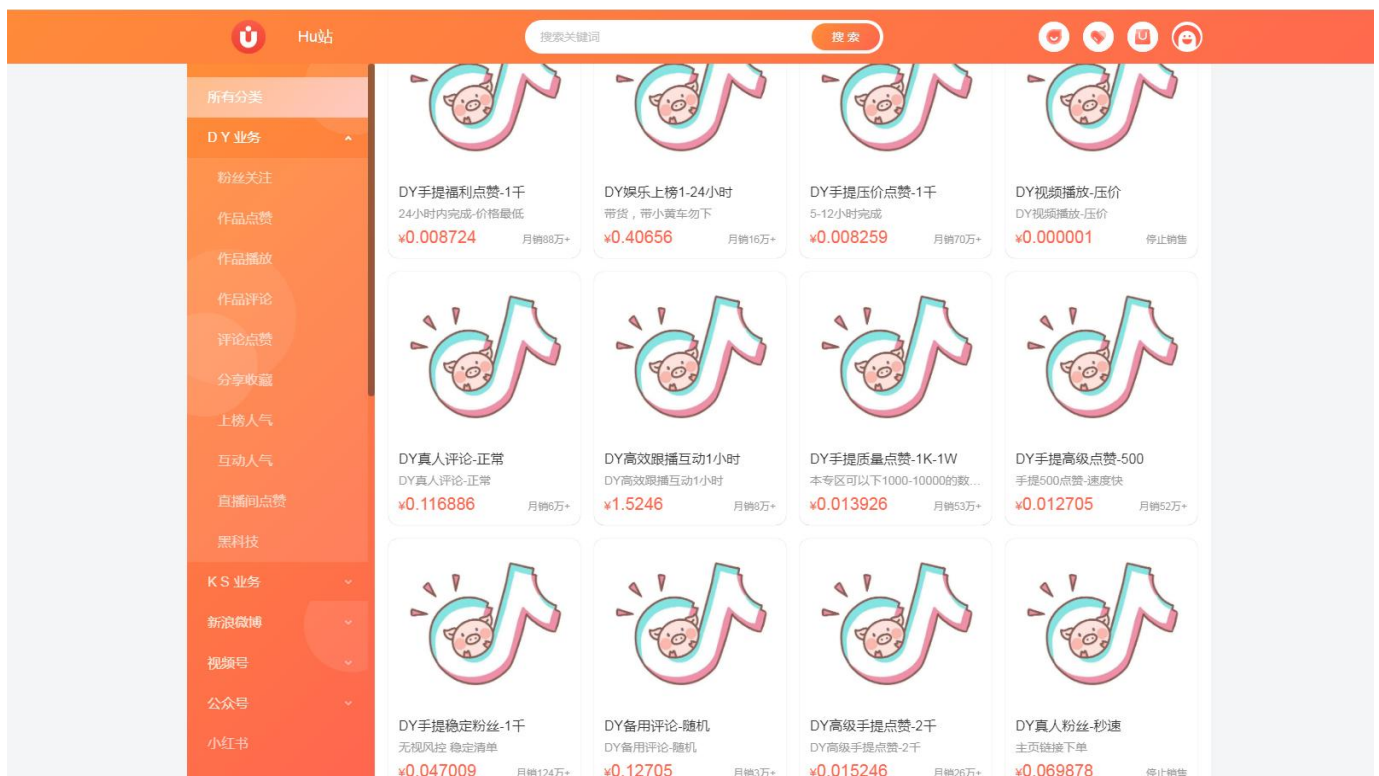 Hu站
搜索关键词
搜索
所有分类
DY业务
粉丝关注
作品点赞
作品播放
作品评论
评论点赞
分享收藏
上榜人气
互动人气
直播间点赞
黑科技
KS业务
新浪微博
视频号
公众号
小红书
DY手提福利点赞-1千
24小时内完成-价格最低
¥0.008724 月销88万+
DY娱乐上榜1-24小时
带货,带小黄车勿下
¥0.40656 月销16万+
DY手提压价点赞-1千
5-12小时完成
¥0.008259 月销70万+
DY视频播放-压价
DY视频播放-压价
¥0.000001 停止销售
DY真人评论-正常
DY真人评论-正常
¥0.116886 月销6万+
DY高效跟播互动1小时
DY高效跟播互动1小时
¥1.5246 月销8万+
DY手提质量点赞-1K-1W
本专区可以下1000-10000的数...
¥0.013926 月销53万+
DY手提高级点赞-500
手提500点赞-速度快
¥0.012705 月销52万+
DY手提稳定粉丝-1千
无视风控 稳定清单
¥0.047009 月销124万+
DY备用评论-随机
DY备用评论-随机
¥0.12705 月销3万+
DY高级手提点赞-2千
DY高级手提点赞-2千
¥0.015246 月销26万+
DY真人粉丝-秒速
主页链接下单
¥0.069878 停止销售